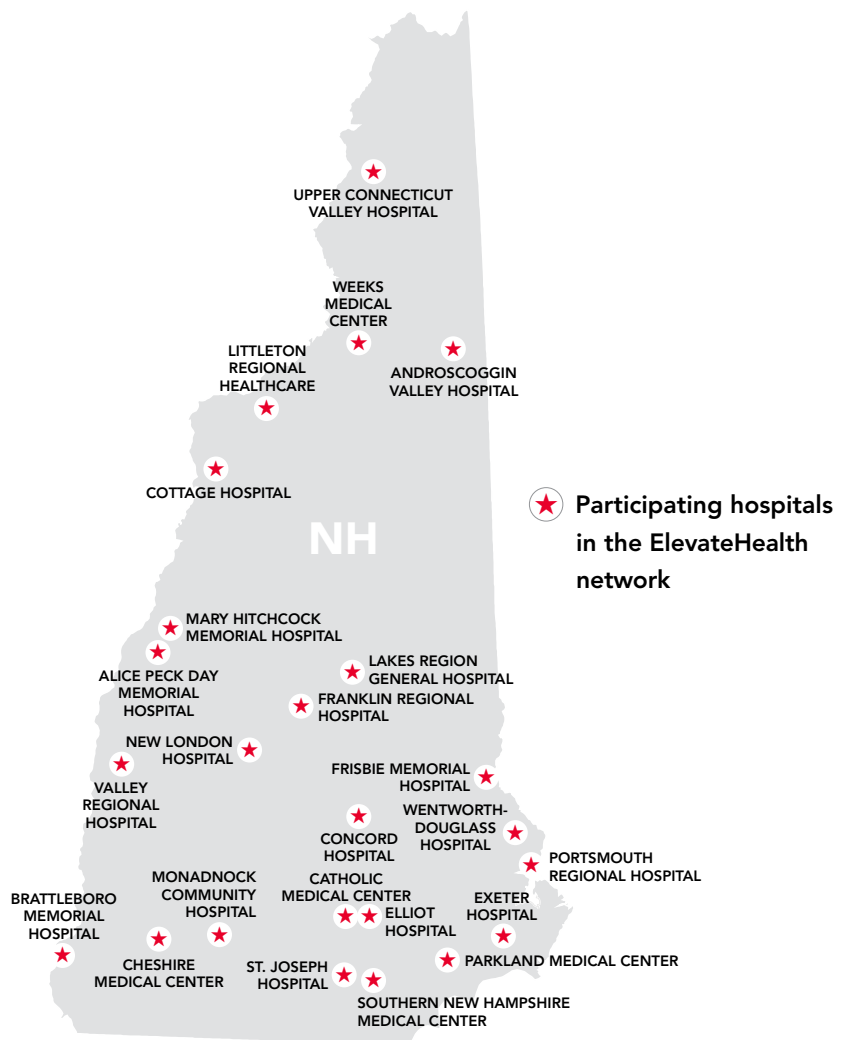 UPPER CONNECTICUT
VALLEY HOSPITAL
WEEKS
MEDICAL
CENTER
LITTLETON
REGIONAL
HEALTHCARE
ANDROSCOGGIN
VALLEY HOSPITAL
COTTAGE HOSPITAL
NH
Participating hospitals
in the ElevateHealth
network
MARY HITCHCOCK
MEMORIAL HOSPITAL
ALICE PECK DAY
MEMORIAL
HOSPITAL
LAKES REGION
GENERAL HOSPITAL
FRANKLIN REGIONAL
HOSPITAL
NEW LONDON
HOSPITAL
VALLEY
REGIONAL
HOSPITAL
FRISBIE MEMORIAL
HOSPITAL
WENTWORTH-
DOUGLASS
HOSPITAL
CONCORD
HOSPITAL
PORTSMOUTH
REGIONAL HOSPITAL
MONADNOCK
COMMUNITY
HOSPITAL
CATHOLIC
MEDICAL CENTER
ELLIOT
HOSPITAL
EXETER
HOSPITAL
BRATTLEBORO
MEMORIAL
HOSPITAL
CHESHIRE
MEDICAL CENTER
ST. JOSEPH
HOSPITAL
PARKLAND MEDICAL CENTER
SOUTHERN NEW HAMPSHIRE
MEDICAL CENTER